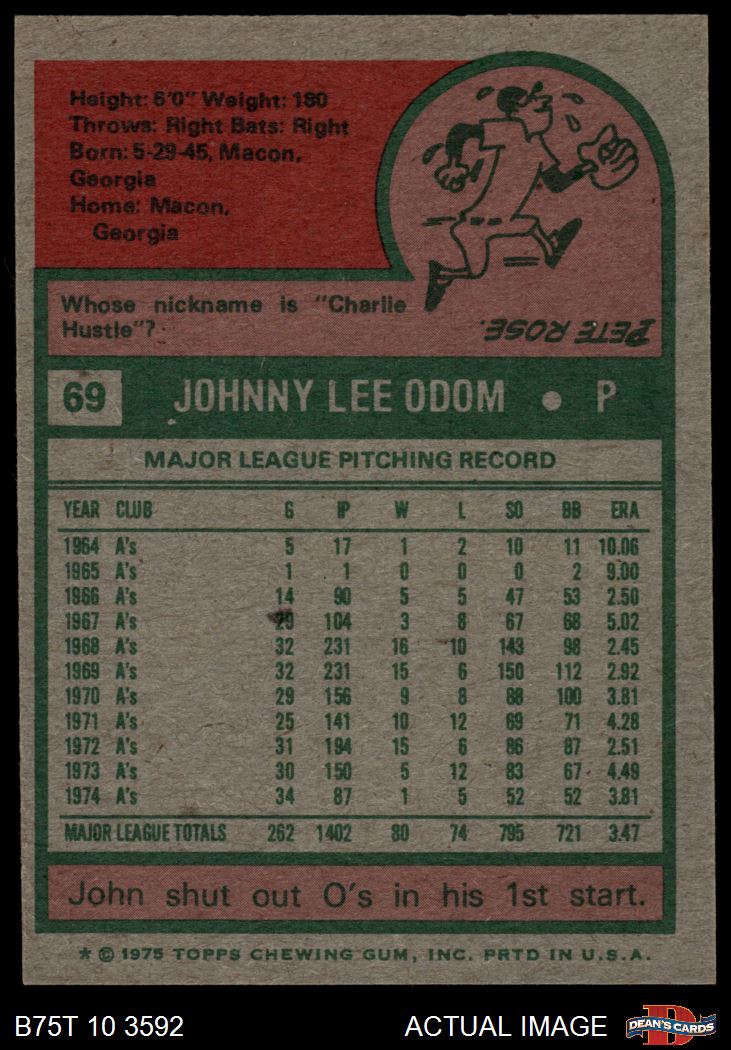 Height: 6'0" Weight: 180
Throws: Right Bats: Right
Born: 5-29-45, Macon,
Georgia
Home: Macon,
Georgia
Whose nickname is "Charlie
Hustle"?
PETE ROSE.
69 JOHNNY LEE ODOM • P
MAJOR LEAGUE PITCHING RECORD
YEAR CLUB G IP W L SO BB ERA
1964 A's 5 17 1 2 10 11 10.06
1965 A's 1 1 0 0 0 2 9.00
1966 A's 14 90 5 5 47 53 2.50
1967 A's 29 104 3 8 67 68 5.02
1968 A's 32 231 16 10 143 98 2.45
1969 A's 32 231 15 6 150 112 2.92
1970 A's 29 156 9 8 88 100 3.81
1971 A's 25 141 10 12 69 71 4.28
1972 A's 31 194 15 6 86 87 2.51
1973 A's 30 150 5 12 83 67 4.49
1974 A's 34 87 1 5 52 52 3.81
MAJOR LEAGUE TOTALS 262 1402 80 74 795 721 3.47
John shut out O's in his 1st start.
* © 1975 TOPPS CHEWING GUM, INC. PRTD IN U.S.A.
B75T 10 3592 ACTUAL IMAGE DEAN'S CARDS